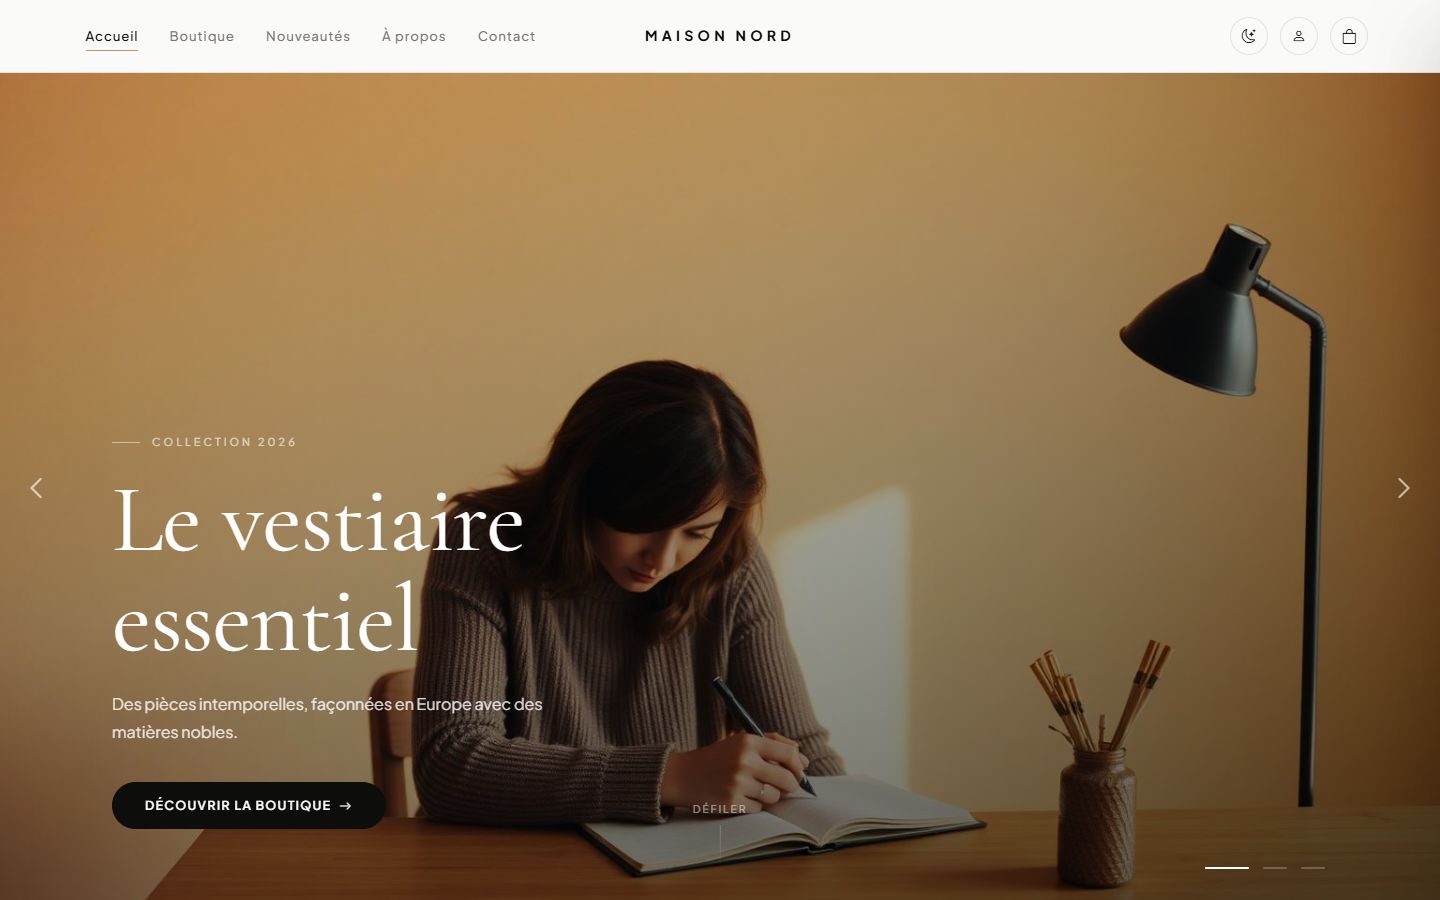 Accueil
Boutique
Nouveautés
À propos
Contact
MAISON NORD
COLLECTION 2026
Le vestiaire
essentiel
Des pièces intemporelles, façonnées en Europe avec des
matières nobles.
DÉCOUVRIR LA BOUTIQUE →
DÉFILER